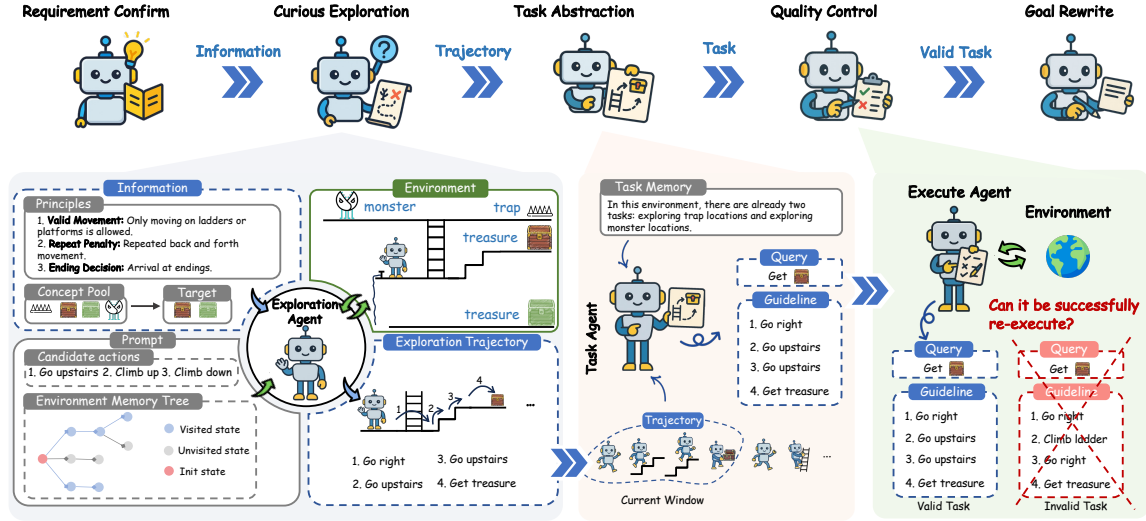 Requirement Confirm
Curious Exploration
Task Abstraction
Quality Control
Goal Rewrite
Information
Trajectory
Task
Valid Task
Information
Principles
1. Valid Movement: Only moving on ladders or
platforms is allowed.
2. Repeat Penalty: Repeated back and forth
movement.
3. Ending Decision: Arrival at endings.
Concept Pool
Target
Environment
monster
trap
treasure
treasure
Exploration
Agent
Prompt
Candidate actions
1. Go upstairs 2. Climb up 3. Climb down
Environment Memory Tree
Visited state
Unvisited state
Init state
Exploration Trajectory
1
2
3
4
...
1. Go right
3. Go upstairs
2. Go upstairs
4. Get treasure
Task Memory
In this environment, there are already two
tasks: exploring trap locations and exploring
monster locations.
Task Agent
Query
Get
Guideline
1. Go right
2. Go upstairs
3. Go upstairs
4. Get treasure
Trajectory
...
Current Window
Execute Agent
Environment
Can it be successfully
re-execute?
Query
Get
Guideline
1. Go right
2. Go upstairs
3. Go upstairs
4. Get treasure
Valid Task
Query
Get
Guideline
1. Go right
2. Climb ladder
3. Go right
4. Get treasure
Invalid Task